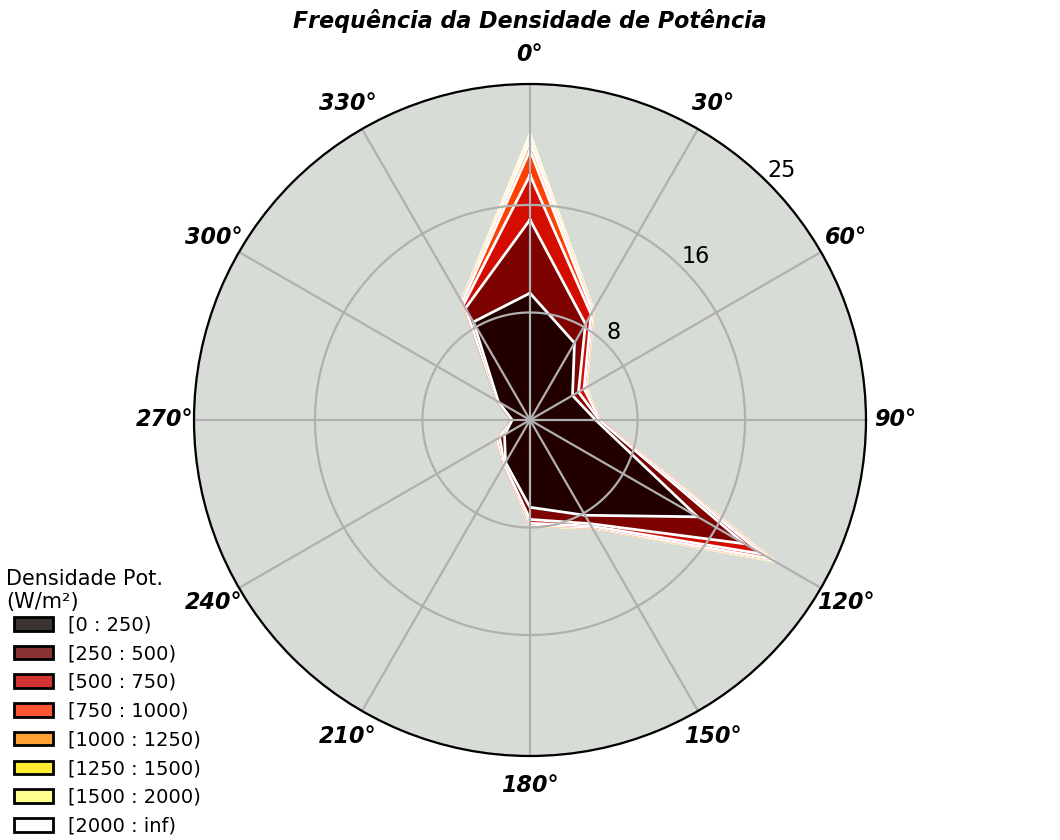 Frequência da Densidade de Potência
0°
330°
30°
25
300°
60°
16
8
270°
90°
240°
120°
210°
150°
180°
Densidade Pot.
(W/m²)
[0 : 250)
[250 : 500)
[500 : 750)
[750 : 1000)
[1000 : 1250)
[1250 : 1500)
[1500 : 2000)
[2000 : inf)